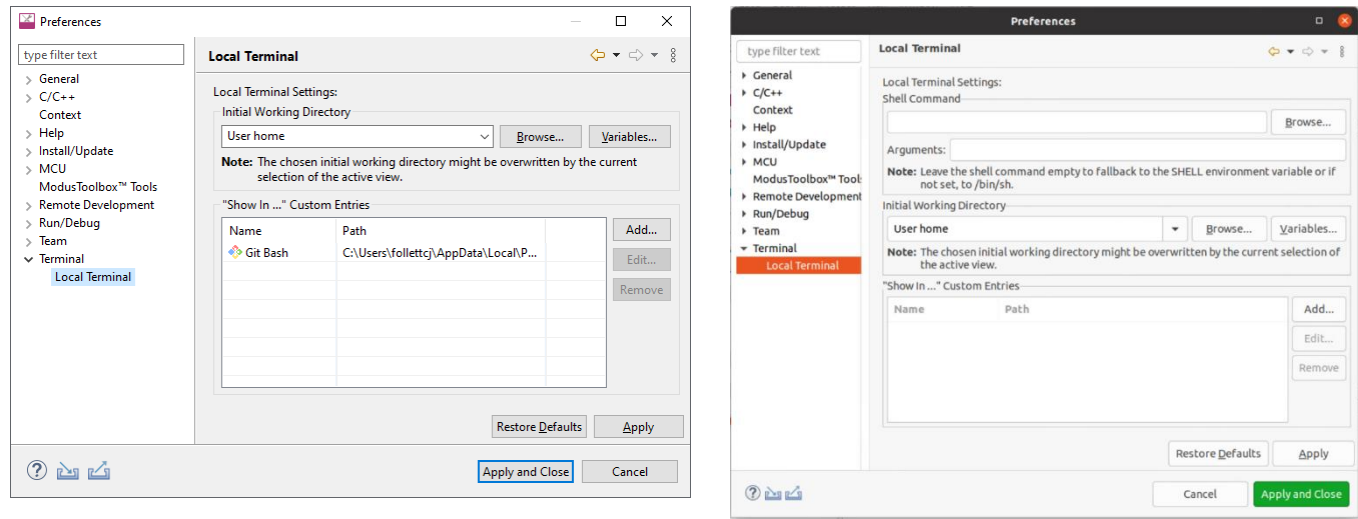 Preferences
type filter text
General
C/C++
Context
Help
Install/Update
MCU
ModusToolbox™ Tools
Remote Development
Run/Debug
Team
Terminal
Local Terminal
Local Terminal
Local Terminal Settings:
Initial Working Directory
User home
Browse...
Variables...
Note: The chosen initial working directory might be overwritten by the current
selection of the active view.
"Show In ..." Custom Entries
Name Path
Git Bash C:\Users\follettcj\AppData\Local\P...
Add...
Edit...
Remove
Restore Defaults
Apply
Apply and Close
Cancel
Preferences
type filter text
General
C/C++
Context
Help
Install/Update
MCU
ModusToolbox™ Tool
Remote Development
Run/Debug
Team
Terminal
Local Terminal
Local Terminal
Local Terminal Settings:
Shell Command
Browse...
Arguments:
Note: Leave the shell command empty to fallback to the SHELL environment variable or if
not set, to /bin/sh.
Initial Working Directory
User home
Browse...
Variables...
Note: The chosen initial working directory might be overwritten by the current selection of
the active view.
"Show In ..." Custom Entries
Name Path
Add...
Edit...
Remove
Restore Defaults
Apply
Cancel
Apply and Close